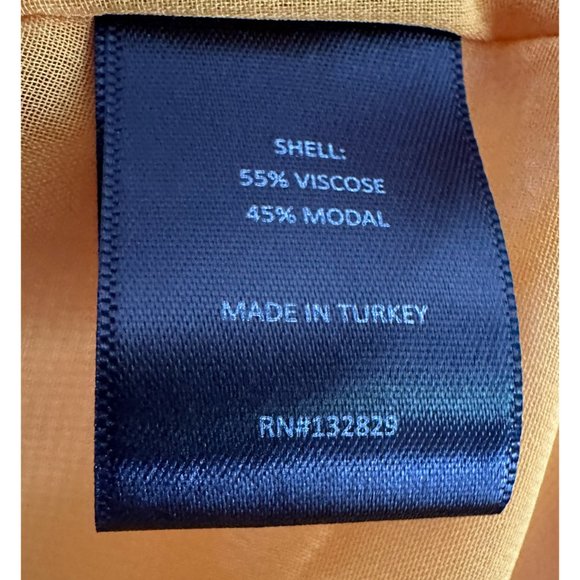 SHELL:
55% VISCOSE
45% MODAL
MADE IN TURKEY
RN#132829